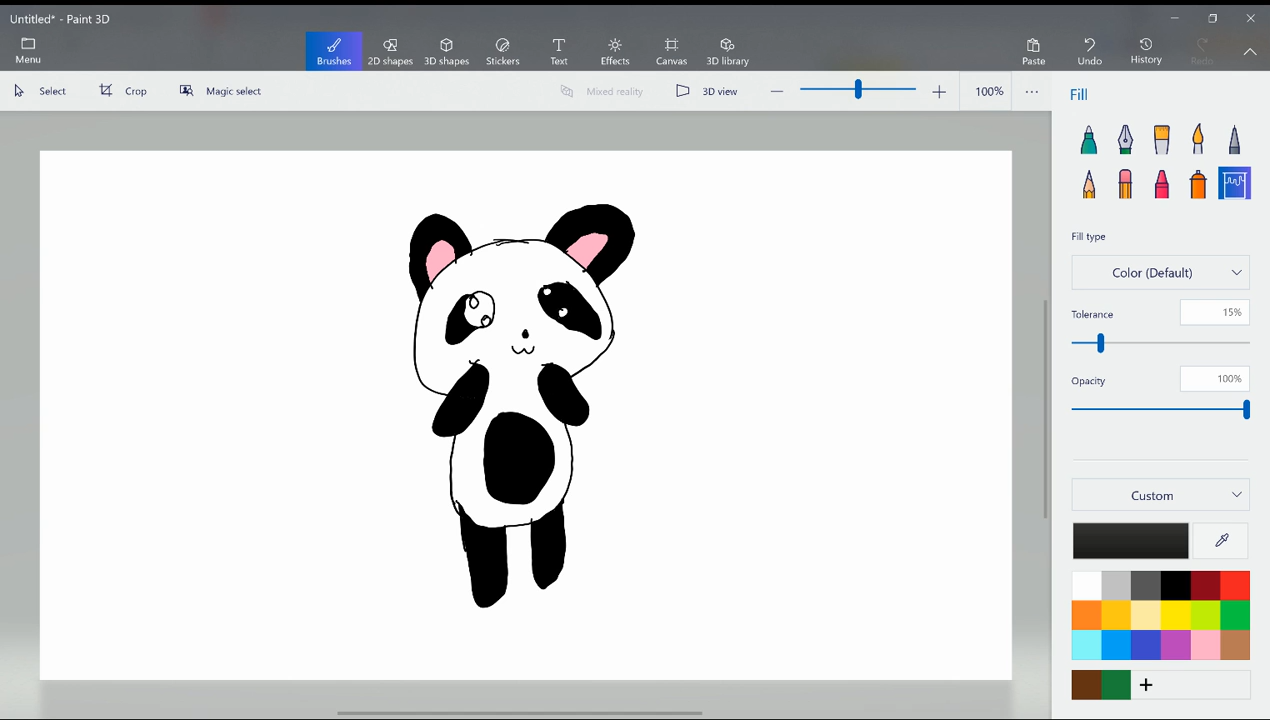 Untitled* - Paint 3D
Menu
Brushes
2D shapes
3D shapes
Stickers
Text
Effects
Canvas
3D library
Paste
Undo
History
Redo
Select
Crop
Magic select
Mixed reality
3D view
100%
Fill
Fill type
Color (Default)
Tolerance
15%
Opacity
100%
Custom